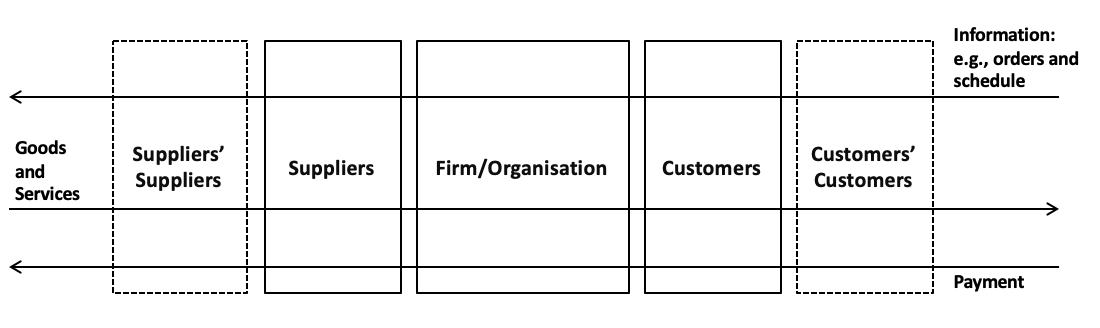 Information:
e.g., orders and
schedule
Goods
and
Services
Suppliers’
Suppliers
Suppliers
Firm/Organisation
Customers
Customers’
Customers
Payment